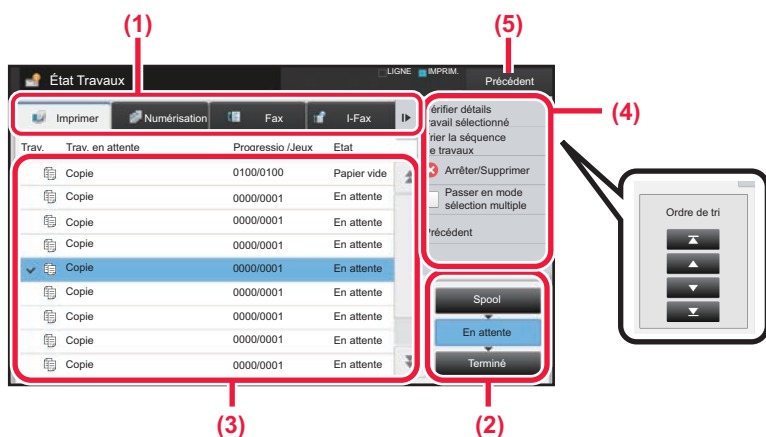 (1)
(5)
État Travaux
LIGNE
IMPRIM.
Précédent
Imprimer
Numérisation
Fax
I-Fax
Trav.
Trav. en attente
Progressio /Jeux
Etat
Copie
0100/0100
Papier vide
Copie
0000/0001
En attente
Copie
0000/0001
En attente
Copie
0000/0001
En attente
Copie
0000/0001
En attente
Copie
0000/0001
En attente
Copie
0000/0001
En attente
Copie
0000/0001
En attente
Copie
0000/0001
En attente
érifier détails
ravail sélectionné
rier la séquence
e travaux
Arrêter/Supprimer
Passer en mode
sélection multiple
Précédent
(4)
Ordre de tri
Spool
En attente
Terminé
(3)
(2)